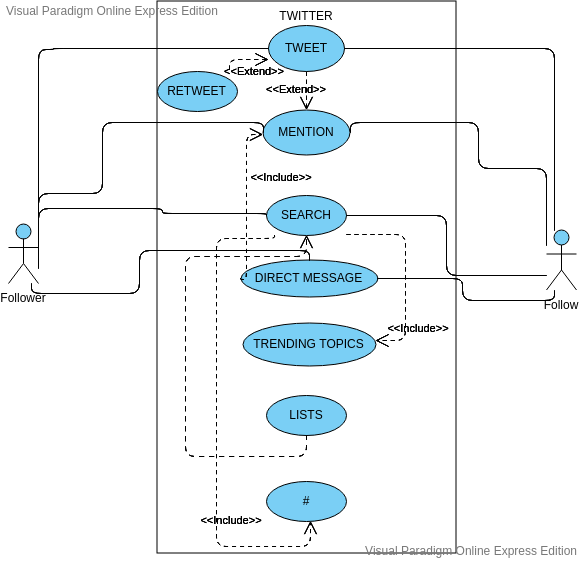 Visual Paradigm Online Express Edition
TWITTER
TWEET
<<Extend>>
RETWEET
<<Extend>>
MENTION
<<Include>>
SEARCH
DIRECT MESSAGE
Follower
Follow
<<Include>>
TRENDING TOPICS
LISTS
#
<<Include>>
Visual Paradigm Online Express Edition